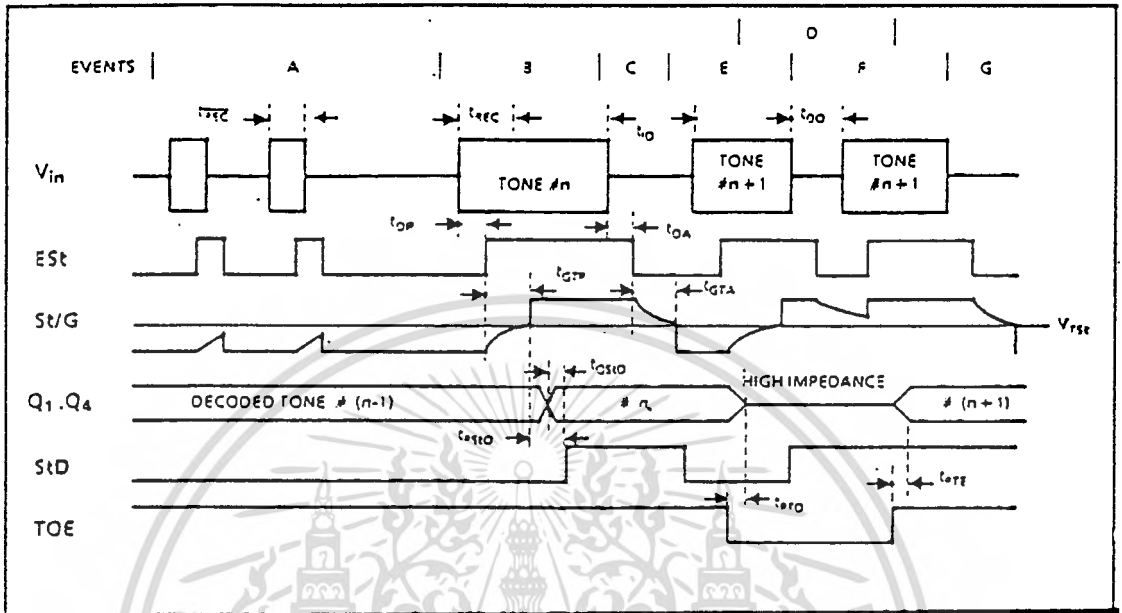 D
EVENTS A B C E F G
tREC tREC tID tDO
Vin TONE #n TONE #n + 1 TONE #n + 1
tDP tDA
ESt
tGTP tGTA
St/G VTSt
tQStD
HIGH IMPEDANCE
Q1.Q4 DECODED TONE # (n-1) # n # (n + 1)
tPStD
StD
tPTE
tPTD
TOE